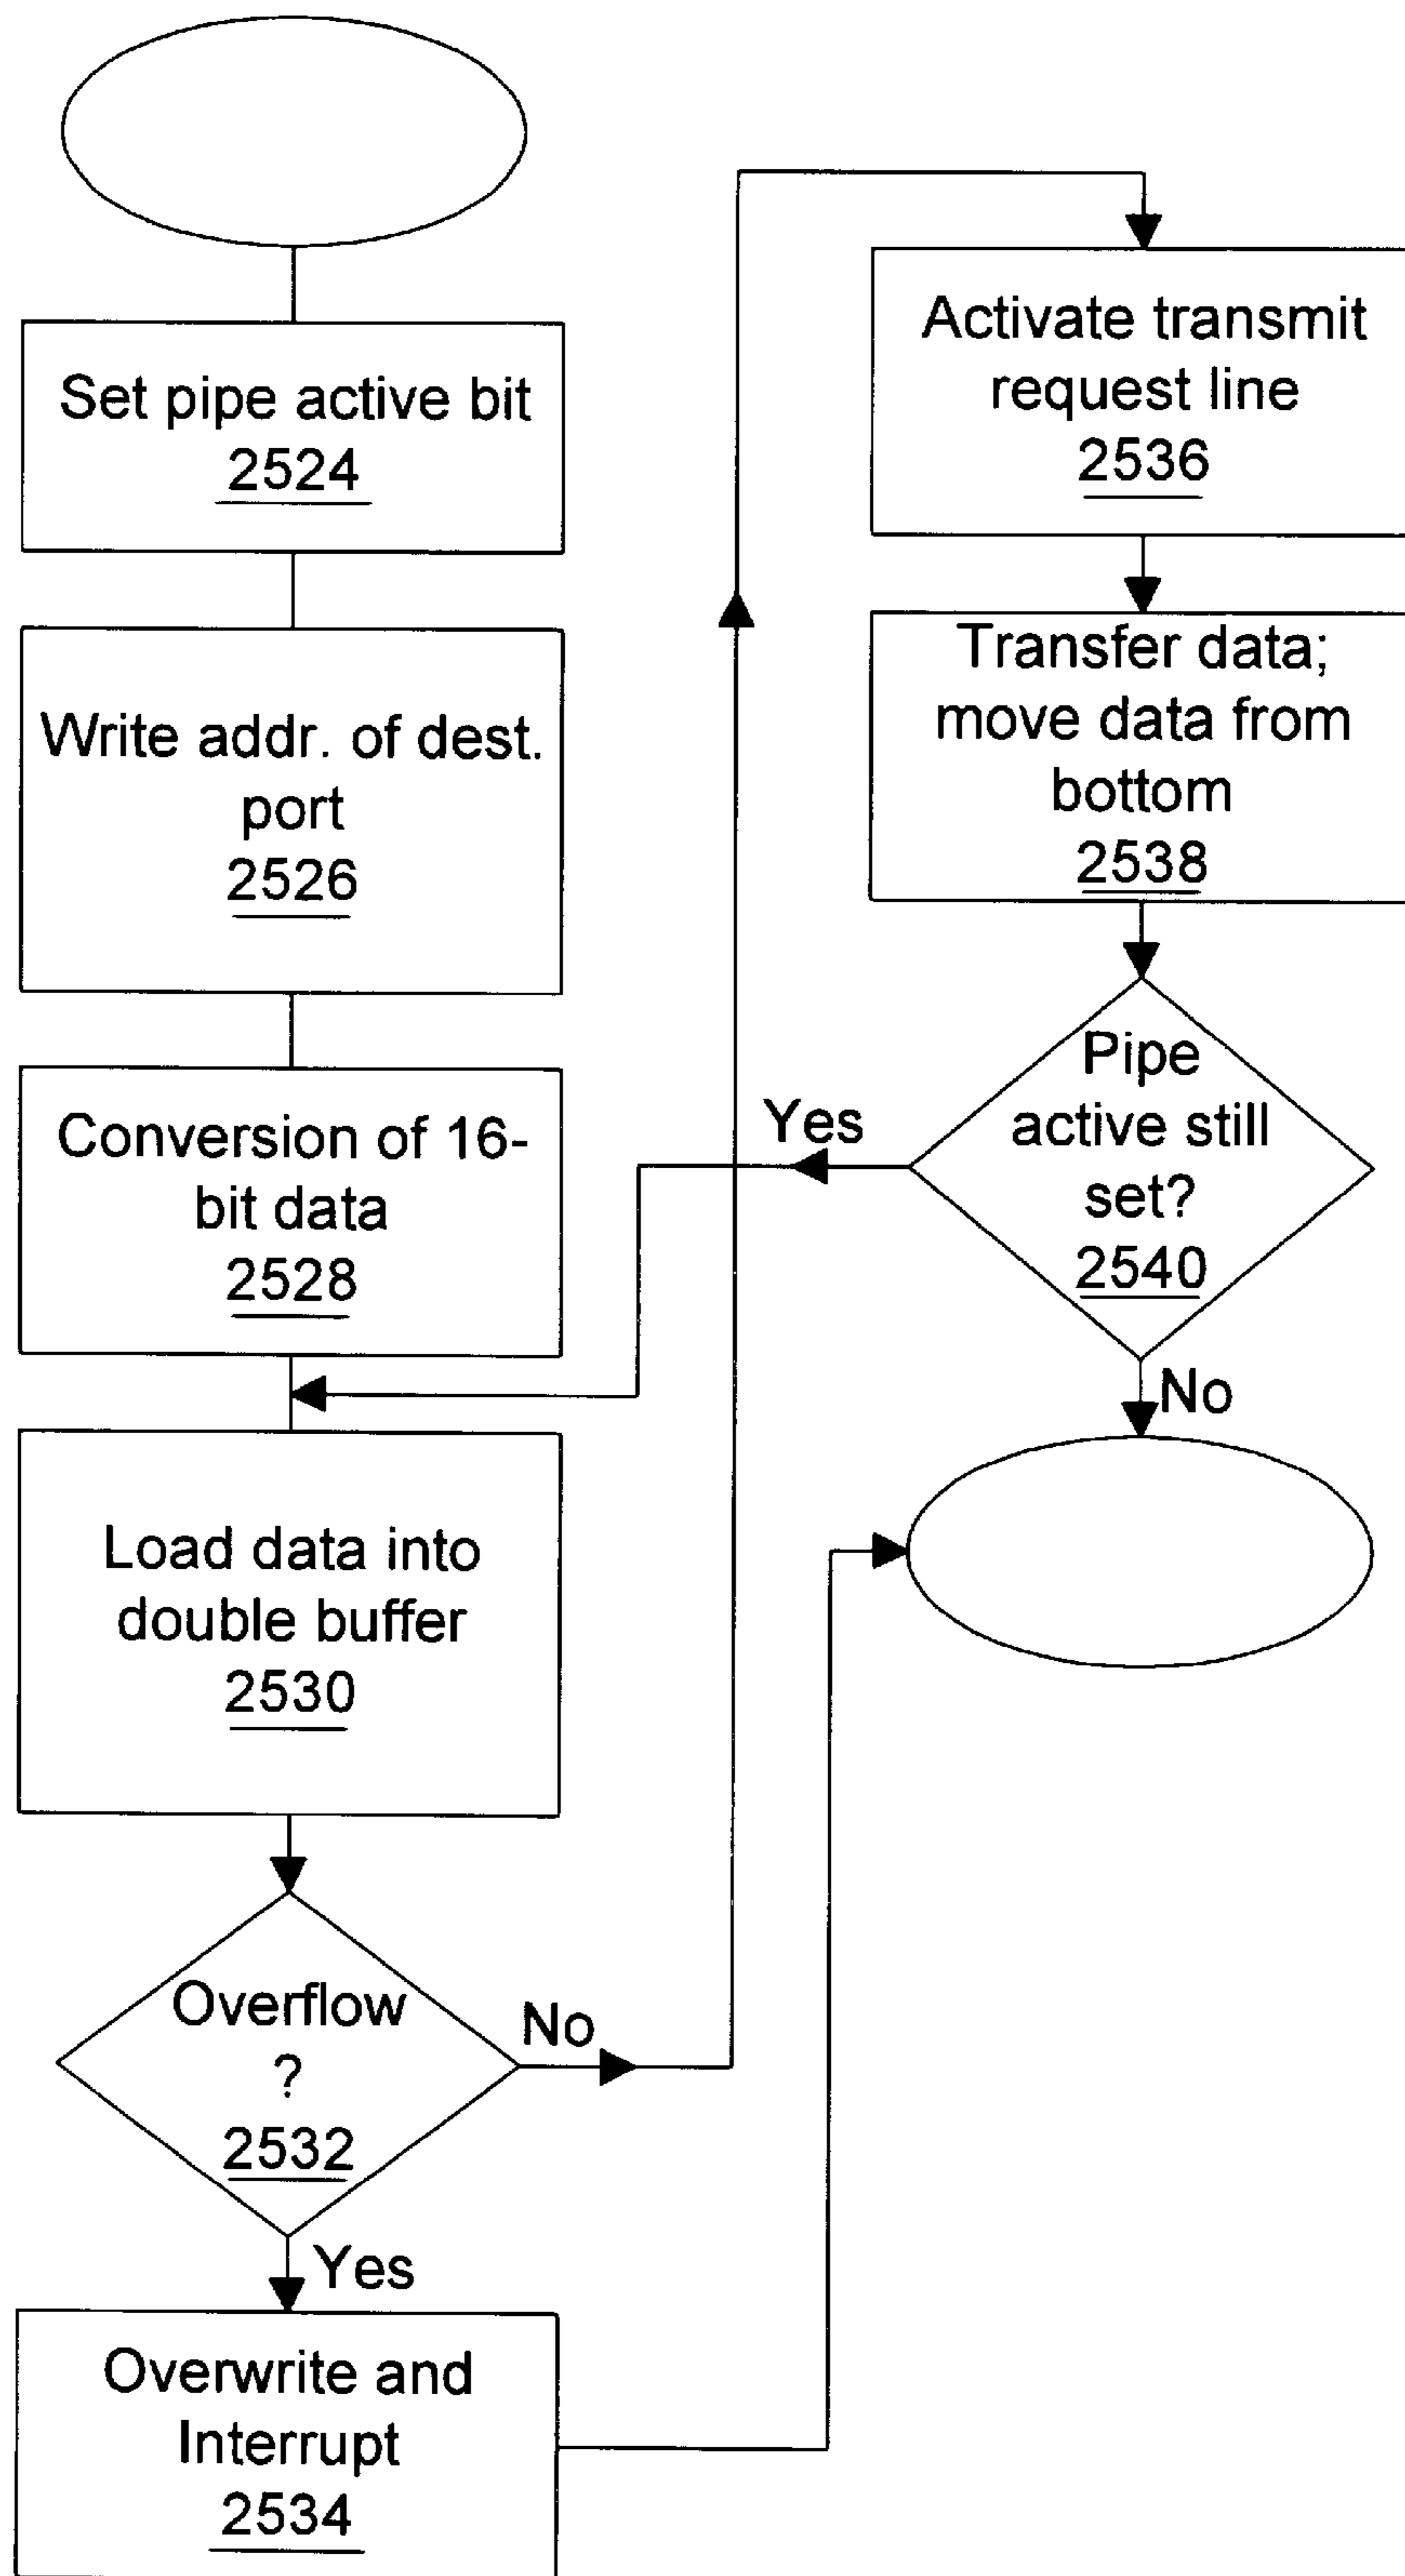 Set pipe active bit
2524
Write addr. of dest.
port
2526
Conversion of 16-
bit data
2528
Load data into
double buffer
2530
Overflow
?
2532
No
Yes
Overwrite and
Interrupt
2534
Activate transmit
request line
2536
Transfer data;
move data from
bottom
2538
Pipe
active still
set?
2540
Yes
No